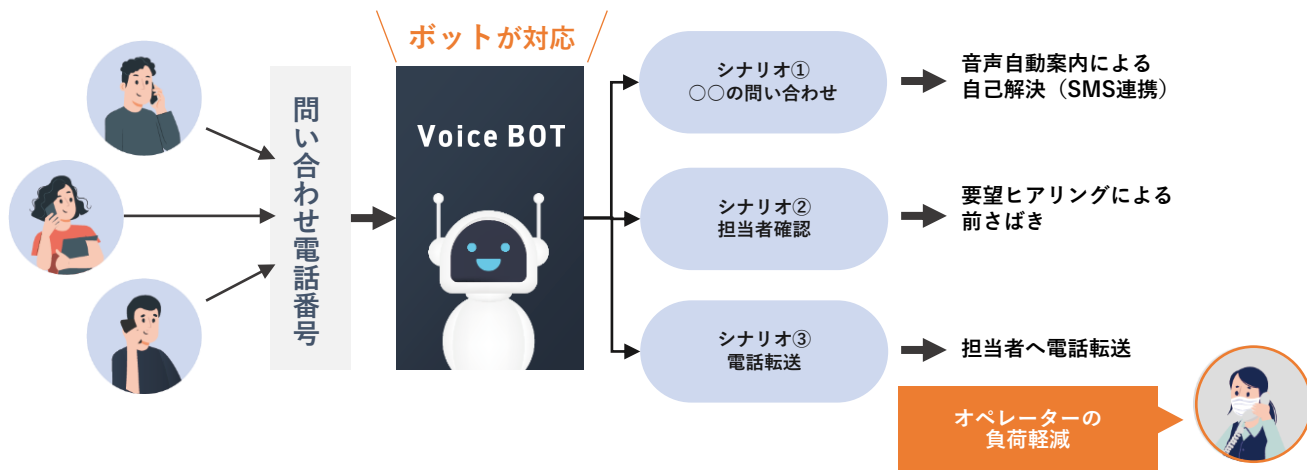 ボットが対応
問い合わせ電話番号
Voice BOT
シナリオ①
〇〇の問い合わせ
音声自動案内による
自己解決（SMS連携）
シナリオ②
担当者確認
要望ヒアリングによる
前さばき
シナリオ③
電話転送
担当者へ電話転送
オペレーターの
負荷軽減